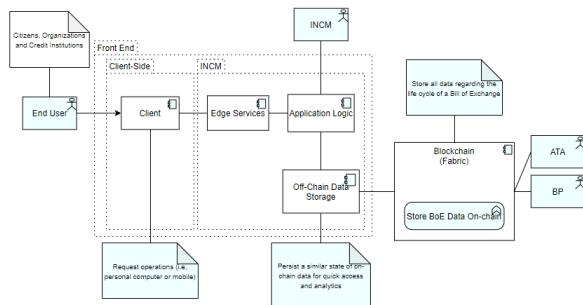 Citizens, Organizations
and Credit Institutions
INCM
Front End
Client-Side
INCM
Store all data regarding the
life cycle of a Bill of Exchange
End User
Client
Edge Services
Application Logic
Blockchain
(Fabric)
ATA
BP
Off-Chain Data
Storage
Store BoE Data On-chain
Request operations (i.e,
personal computer or mobile)
Persist a similar state of on-
chain data for quick access
and analytics